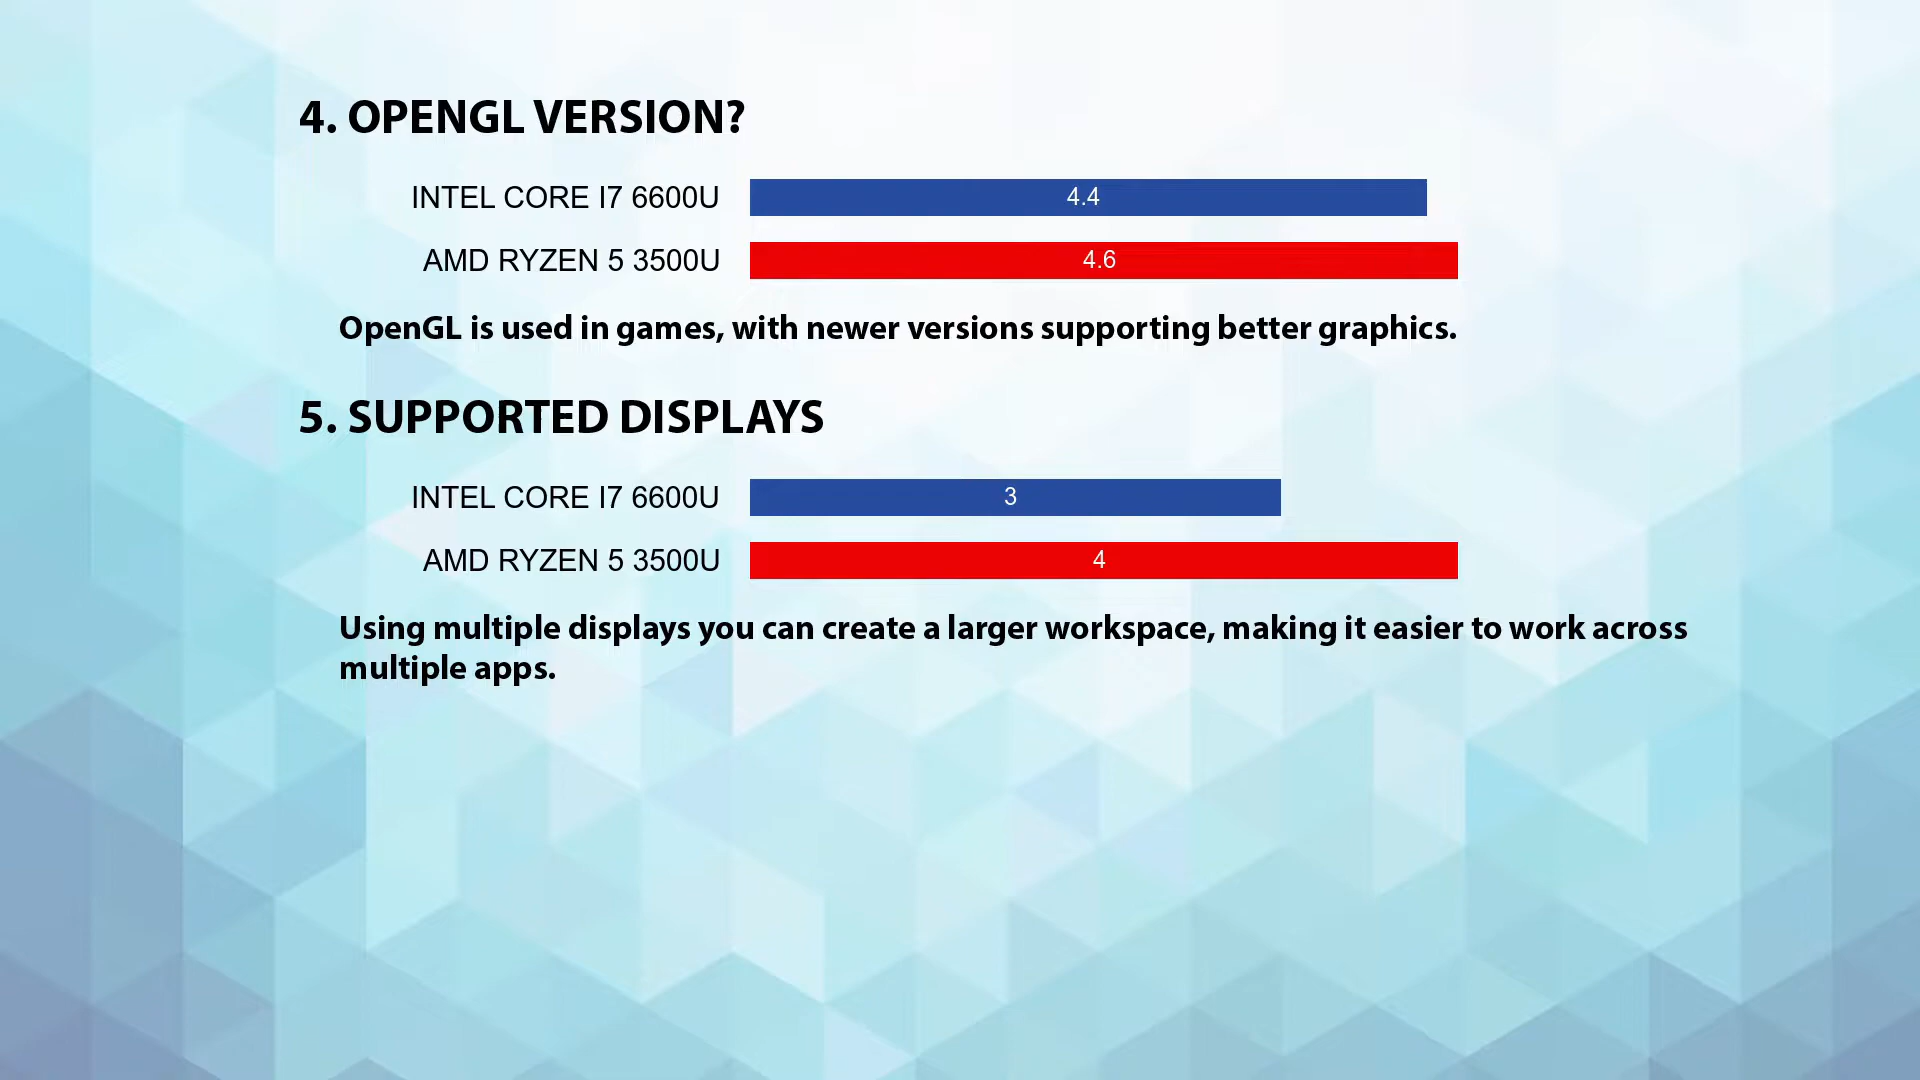 4. OPENGL VERSION?
INTEL CORE I7 6600U 4.4
AMD RYZEN 5 3500U 4.6
OpenGL is used in games, with newer versions supporting better graphics.
5. SUPPORTED DISPLAYS
INTEL CORE I7 6600U 3
AMD RYZEN 5 3500U 4
Using multiple displays you can create a larger workspace, making it easier to work across
multiple apps.